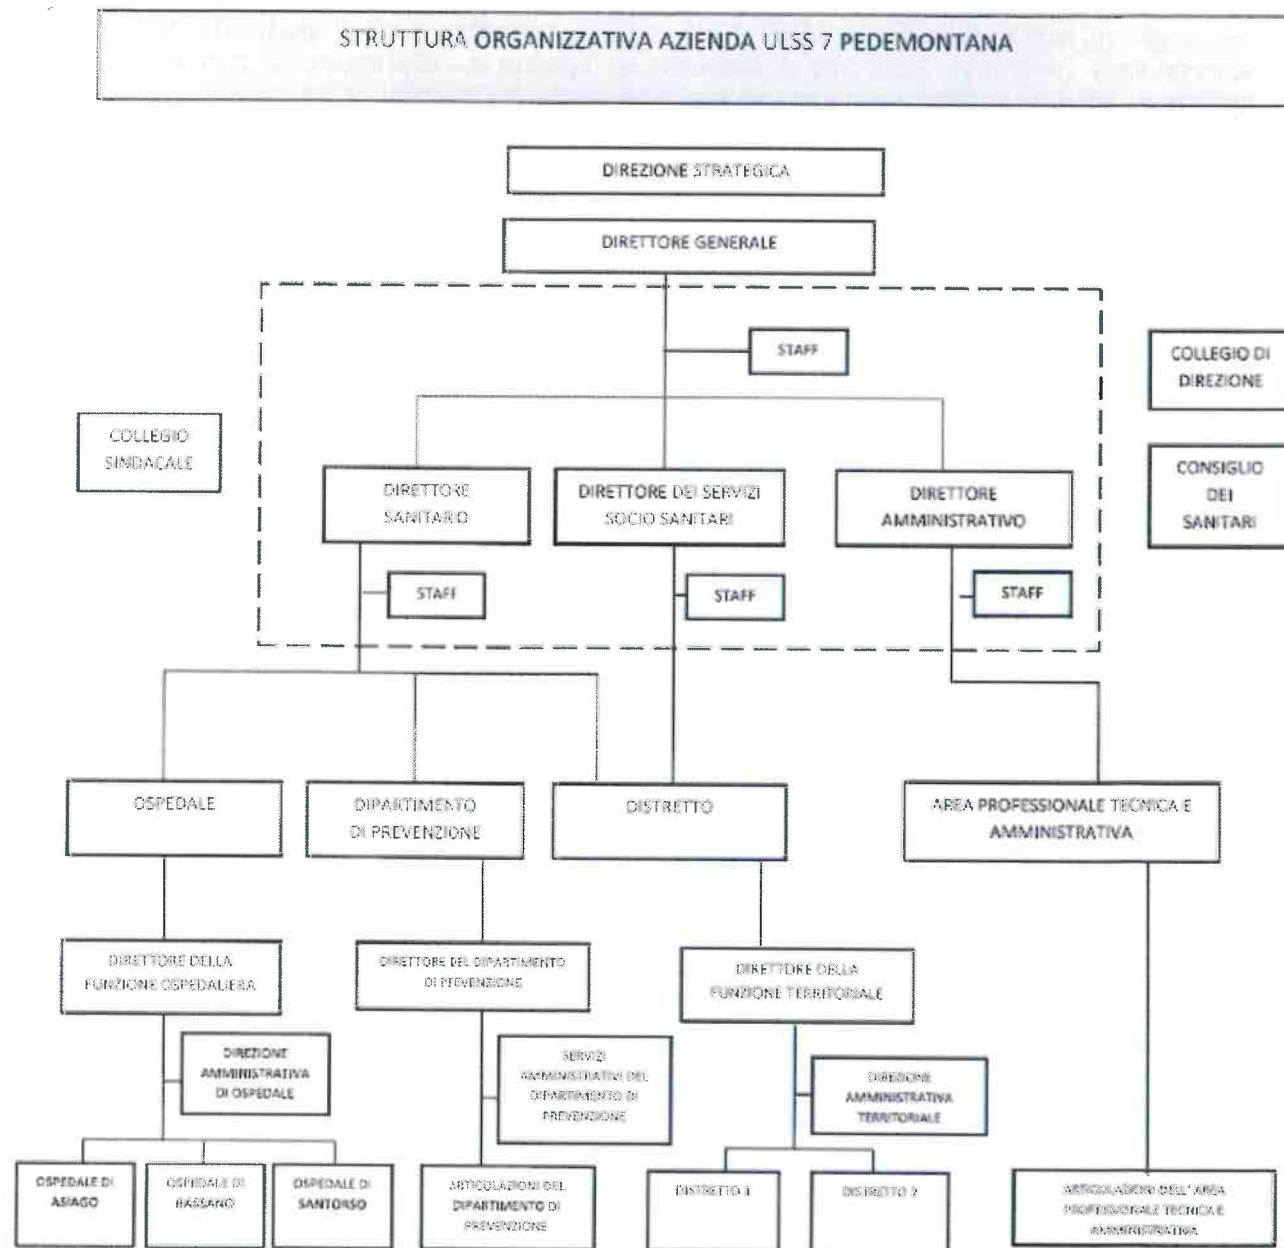 STRUTTURA ORGANIZZATIVA AZIENDA ULSS 7 PEDEMONTANA
DIREZIONE STRATEGICA
DIRETTORE GENERALE
STAFF
COLLEGIO DI
DIREZIONE
COLLEGIO
SINDACALE
CONSIGLIO
DEI
SANITARI
DIRETTORE
SANITARIO
DIRETTORE DEI SERVIZI
SOCIO SANITARI
DIRETTORE
AMMINISTRATIVO
STAFF
STAFF
STAFF
OSPEDALE
DIPARTIMENTO
DI PREVENZIONE
DISTRETTO
AREA PROFESSIONALE TECNICA E
AMMINISTRATIVA
DIRETTORE DELLA
FUNZIONE OSPEDALIERA
DIRETTORE DEL DIPARTIMENTO
DI PREVENZIONE
DIRETTORE DELLA
FUNZIONE TERRITORIALE
DIREZIONE
AMMINISTRATIVA
DI OSPEDALE
SERVIZI
AMMINISTRATIVI DEL
DIPARTIMENTO DI
PREVENZIONE
DIREZIONE
AMMINISTRATIVA
TERRITORIALE
OSPEDALE DI
ASIAGO
OSPEDALE DI
BASSANO
OSPEDALE DI
SANTORSO
ARTICOLAZIONI DEL
DIPARTIMENTO DI
PREVENZIONE
DISTRETTO 1
DISTRETTO 2
ARTICOLAZIONI DELL'AREA
PROFESSIONALE TECNICA E
AMMINISTRATIVA